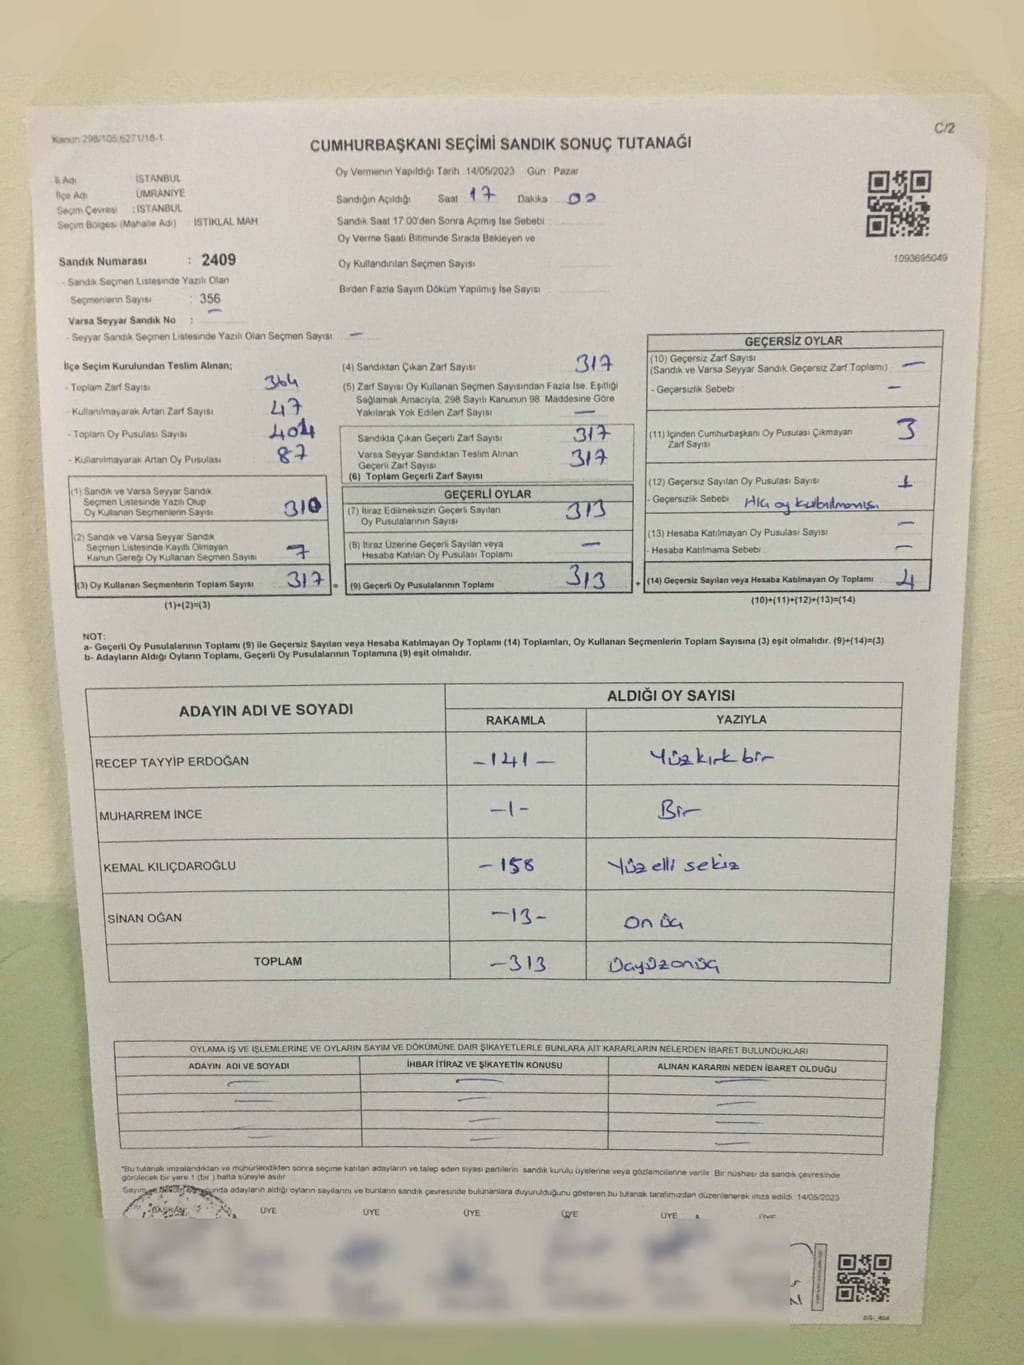 Kanun:298/105,6271/18-1
C/2
CUMHURBAŞKANI SEÇİMİ SANDIK SONUÇ TUTANAĞI
İl Adı : İSTANBUL
İlçe Adı : ÜMRANİYE
Seçim Çevresi : İSTANBUL
Seçim Bölgesi (Mahalle Adı) : İSTİKLAL MAH.
Sandık Numarası : 2409
- Sandık Seçmen Listesinde Yazılı Olan
Seçmenlerin Sayısı : 356
Varsa Seyyar Sandık No : —
- Seyyar Sandık Seçmen Listesinde Yazılı Olan Seçmen Sayısı : —
Oy Vermenin Yapıldığı Tarih : 14/05/2023 Gün : Pazar
Sandığın Açıldığı Saat 17 Dakika 00
Sandık Saat 17:00'den Sonra Açılmış İse Sebebi
Oy Verme Saati Bitiminde Sırada Bekleyen ve
Oy Kullandırılan Seçmen Sayısı
Birden Fazla Sayım Döküm Yapılmış İse Sayısı
1093695049
İlçe Seçim Kurulundan Teslim Alınan;
- Toplam Zarf Sayısı : 364
- Kullanılmayarak Artan Zarf Sayısı : 47
- Toplam Oy Pusulası Sayısı : 404
- Kullanılmayarak Artan Oy Pusulası : 87
(1) Sandık ve Varsa Seyyar Sandık
Seçmen Listesinde Yazılı Olup
Oy Kullanan Seçmenlerin Sayısı 310
(2) Sandık ve Varsa Seyyar Sandık
Seçmen Listesinde Kayıtlı Olmayan
Kanun Gereği Oy Kullanan Seçmen Sayısı 7
(3) Oy Kullanan Seçmenlerin Toplam Sayısı 317 =
(1)+(2)=(3)
(4) Sandıktan Çıkan Zarf Sayısı 317
(5) Zarf Sayısı Oy Kullanan Seçmen Sayısından Fazla İse, Eşitliği
Sağlamak Amacıyla, 298 Sayılı Kanunun 98. Maddesine Göre
Yakılarak Yok Edilen Zarf Sayısı —
Sandıkta Çıkan Geçerli Zarf Sayısı 317
Varsa Seyyar Sandıktan Teslim Alınan
Geçerli Zarf Sayısı 317
(6) Toplam Geçerli Zarf Sayısı
GEÇERLİ OYLAR
(7) İtiraz Edilmeksizin Geçerli Sayılan
Oy Pusulalarının Sayısı 313
(8) İtiraz Üzerine Geçerli Sayılan veya
Hesaba Katılan Oy Pusulası Toplamı —
(9) Geçerli Oy Pusulalarının Toplamı 313 +
GEÇERSİZ OYLAR
(10) Geçersiz Zarf Sayısı
(Sandık ve Varsa Seyyar Sandık Geçersiz Zarf Toplamı) —
- Geçersizlik Sebebi : —
(11) İçinden Cumhurbaşkanı Oy Pusulası Çıkmayan
Zarf Sayısı 3
(12) Geçersiz Sayılan Oy Pusulası Sayısı 1
- Geçersizlik Sebebi
(13) Hesaba Katılmayan Oy Pusulası Sayısı —
- Hesaba Katılmama Sebebi : —
(14) Geçersiz Sayılan veya Hesaba Katılmayan Oy Toplamı 4
(10)+(11)+(12)+(13)=(14)
NOT:
a- Geçerli Oy Pusulalarının Toplamı (9) ile Geçersiz Sayılan veya Hesaba Katılmayan Oy Toplamı (14) Toplamları, Oy Kullanan Seçmenlerin Toplam Sayısına (3) eşit olmalıdır. (9)+(14)=(3)
b- Adayların Aldığı Oyların Toplamı, Geçerli Oy Pusulalarının Toplamına (9) eşit olmalıdır.
ADAYIN ADI VE SOYADI
ALDIĞI OY SAYISI
RAKAMLA YAZIYLA
RECEP TAYYİP ERDOĞAN —141— Yüzkırkbir
MUHARREM İNCE —1— Bir
KEMAL KILIÇDAROĞLU —158 Yüzelli sekiz
SİNAN OĞAN —13— on üç
TOPLAM —313 üçyüzonüç
OYLAMA İŞ VE İŞLEMLERİNE VE OYLARIN SAYIM VE DÖKÜMÜNE DAİR ŞİKAYETLERLE BUNLARA AİT KARARLARIN NELERDEN İBARET BULUNDUKLARI
ADAYIN ADI VE SOYADI İHBAR İTİRAZ VE ŞİKAYETİN KONUSU ALINAN KARARIN NEDEN İBARET OLDUĞU
*Bu tutanak imzalandıktan ve mühürlendikten sonra seçime katılan adayların ve talep eden siyasi partilerin sandık kurulu üyelerine veya gözlemcilerine verilir. Bir nüshası da sandık çevresinde
görülecek bir yere 1 (bir ) hafta süreyle asılır.
Sayım ve döküm sonucunda adayların aldığı oyların sayılarını ve bunların sandık çevresinde bulunanlara duyurulduğunu gösteren bu tutanak tarafımızdan düzenlenerek imza edildi. 14/05/2023
BAŞKAN ÜYE ÜYE ÜYE ÜYE ÜYE ÜYE